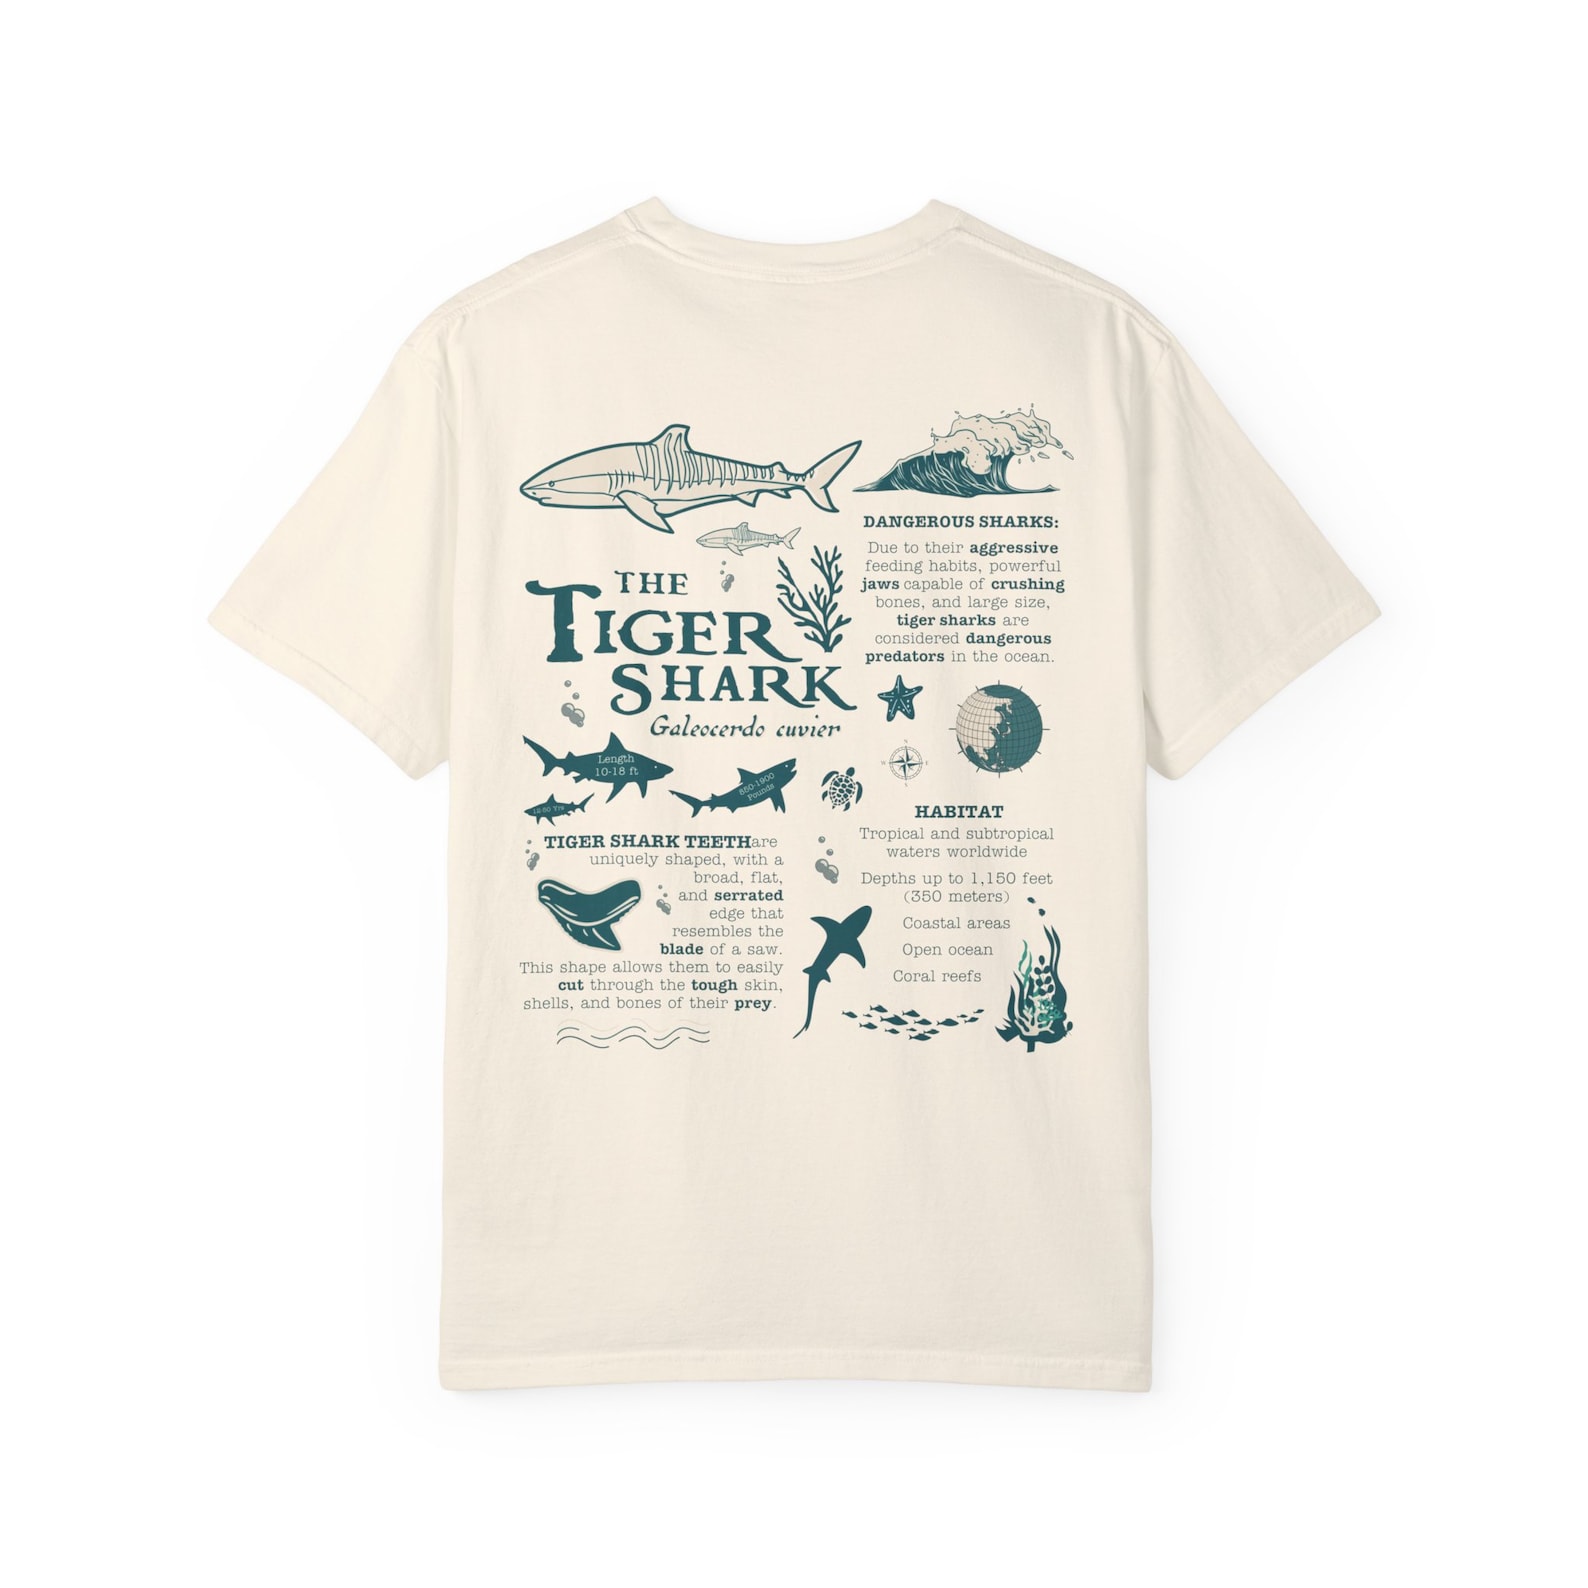 THE
TIGER
SHARK
Galeocerdo cuvier
DANGEROUS SHARKS:
Due to their aggressive
feeding habits, powerful
jaws capable of crushing
bones, and large size,
tiger sharks are
considered dangerous
predators in the ocean.
Length
10-18 ft
850-1900
Pounds
Yrs
N
W
E
S
TIGER SHARK TEETHare
uniquely shaped, with a
broad, flat,
and serrated
edge that
resembles the
blade of a saw.
This shape allows them to easily
cut through the tough skin,
shells, and bones of their prey.
HABITAT
Tropical and subtropical
waters worldwide
Depths up to 1,150 feet
(350 meters)
Coastal areas
Open ocean
Coral reefs